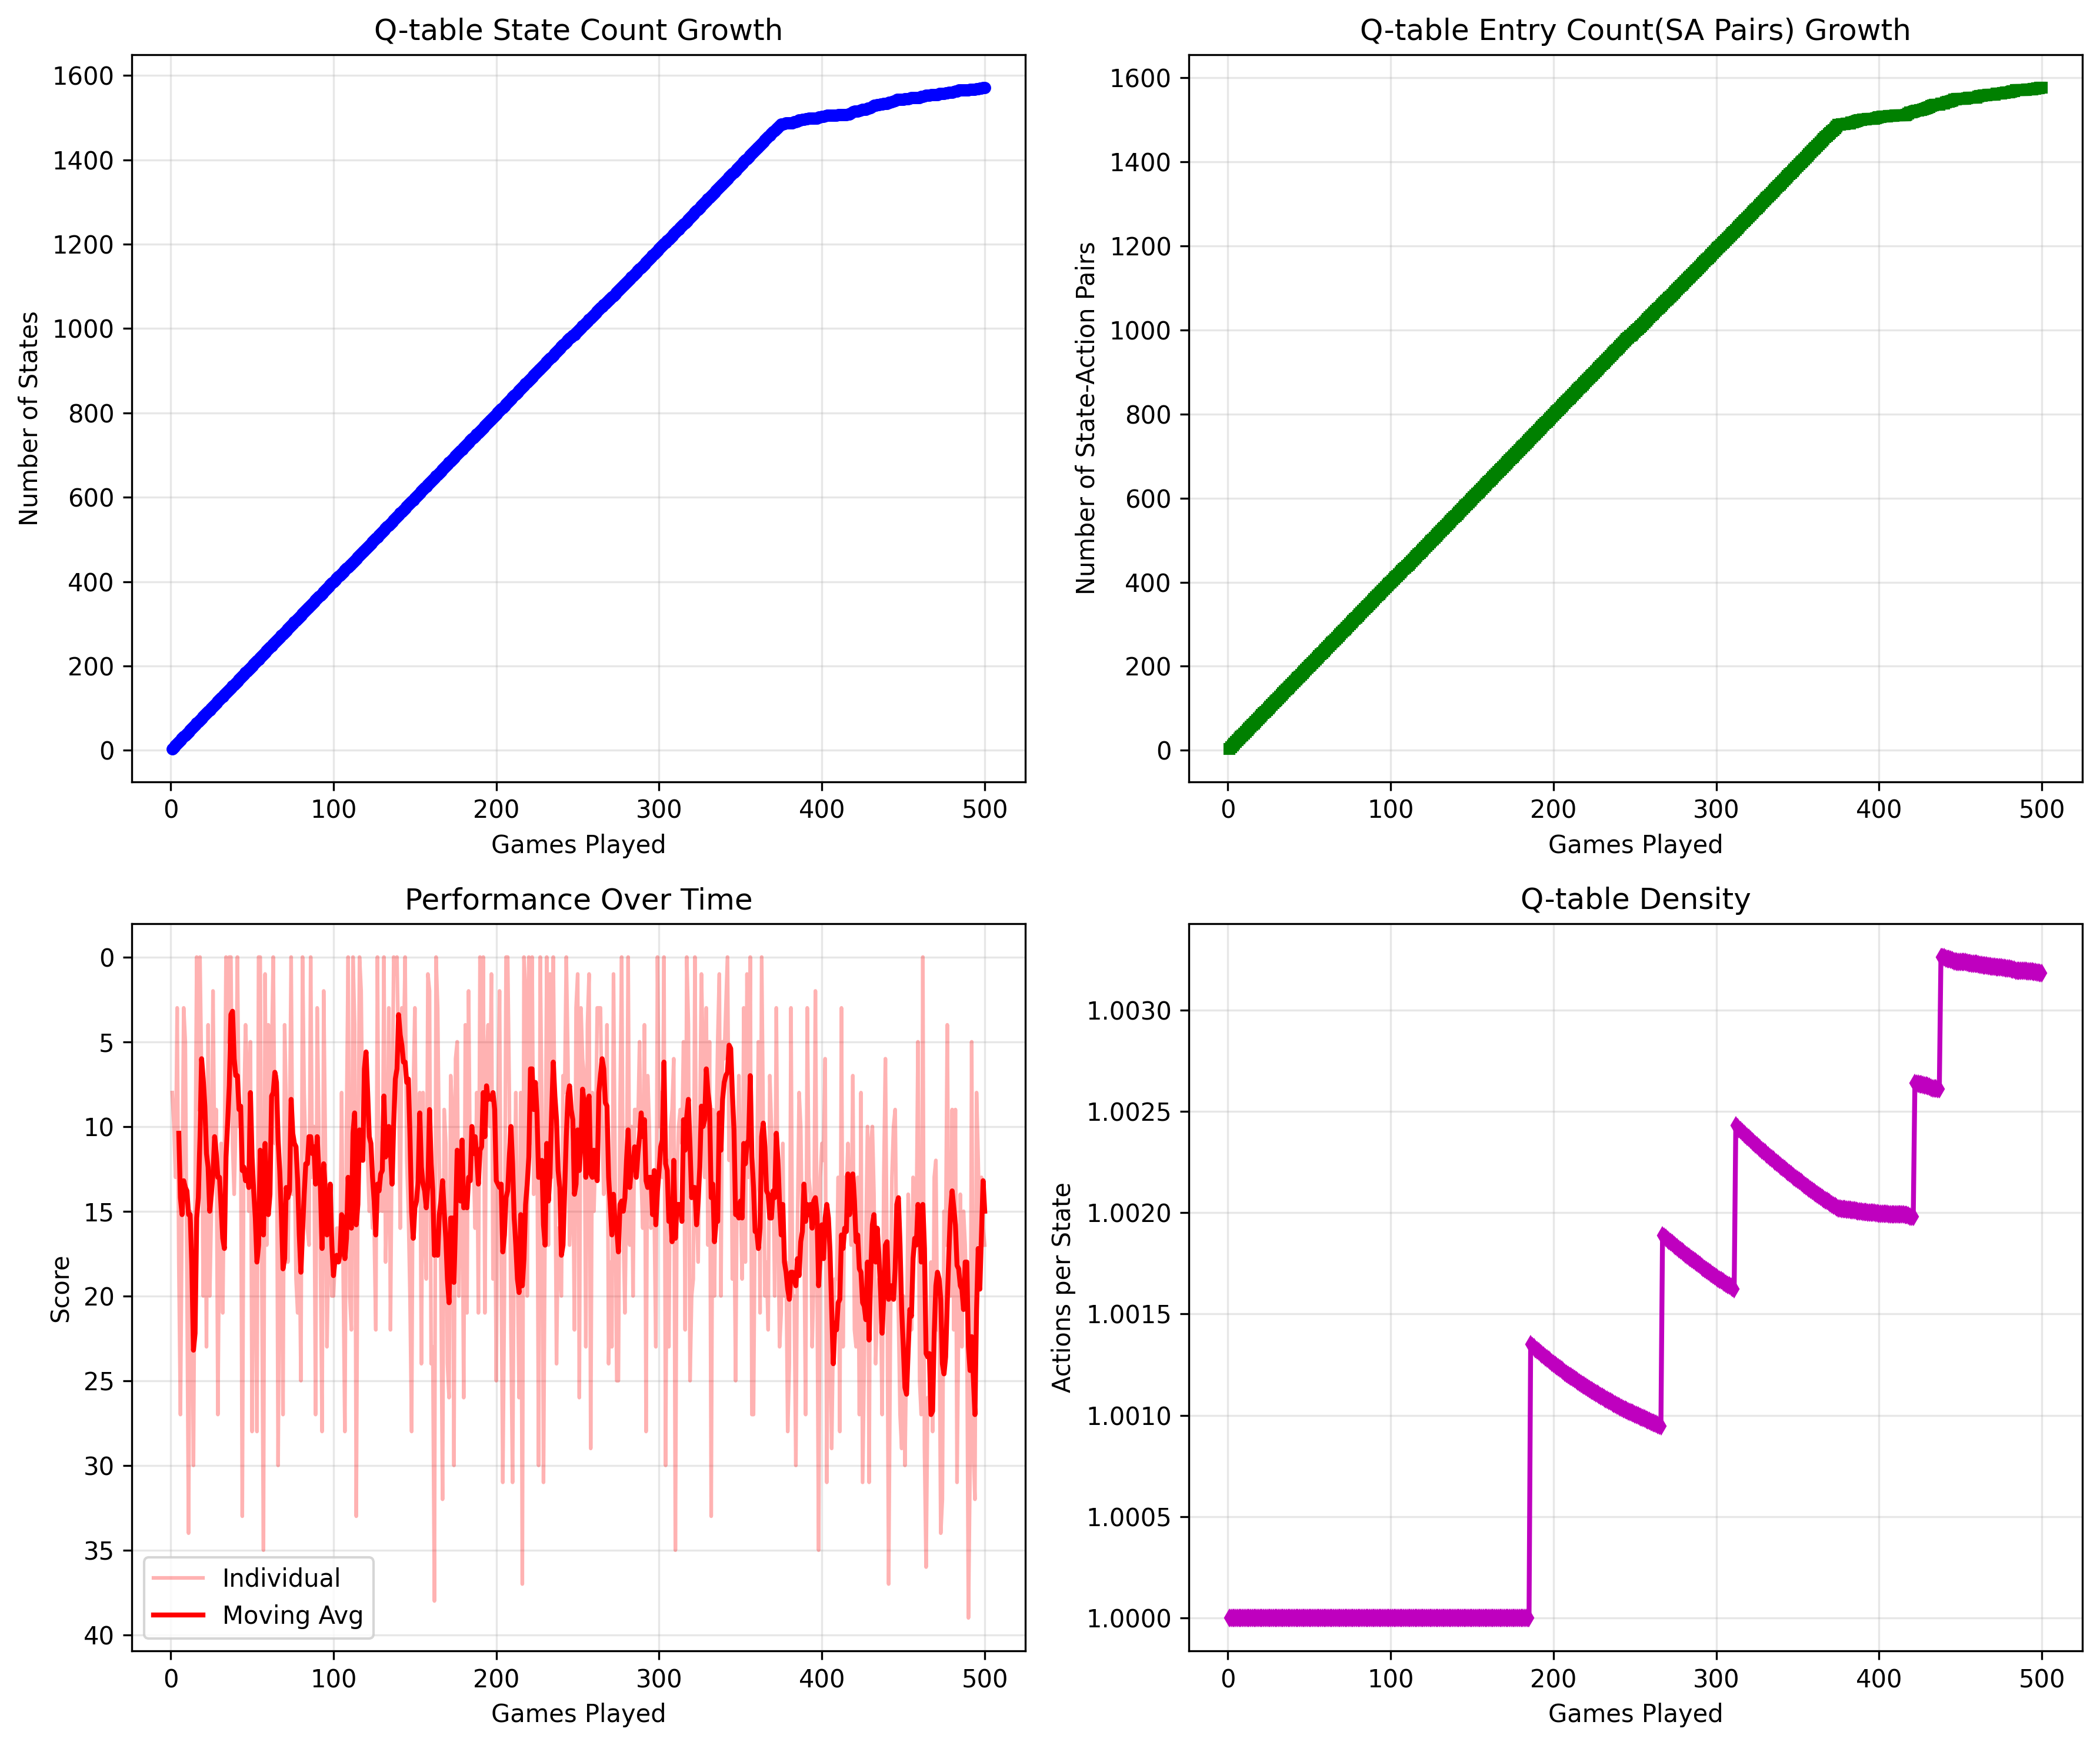 Q-table State Count Growth
Number of States
1600
1400
1200
1000
800
600
400
200
0
0 100 200 300 400 500
Games Played
Q-table Entry Count(SA Pairs) Growth
Number of State-Action Pairs
1600
1400
1200
1000
800
600
400
200
0
0 100 200 300 400 500
Games Played
Performance Over Time
Score
0
5
10
15
20
25
30
35
40
Individual
Moving Avg
0 100 200 300 400 500
Games Played
Q-table Density
Actions per State
1.0030
1.0025
1.0020
1.0015
1.0010
1.0005
1.0000
0 100 200 300 400 500
Games Played